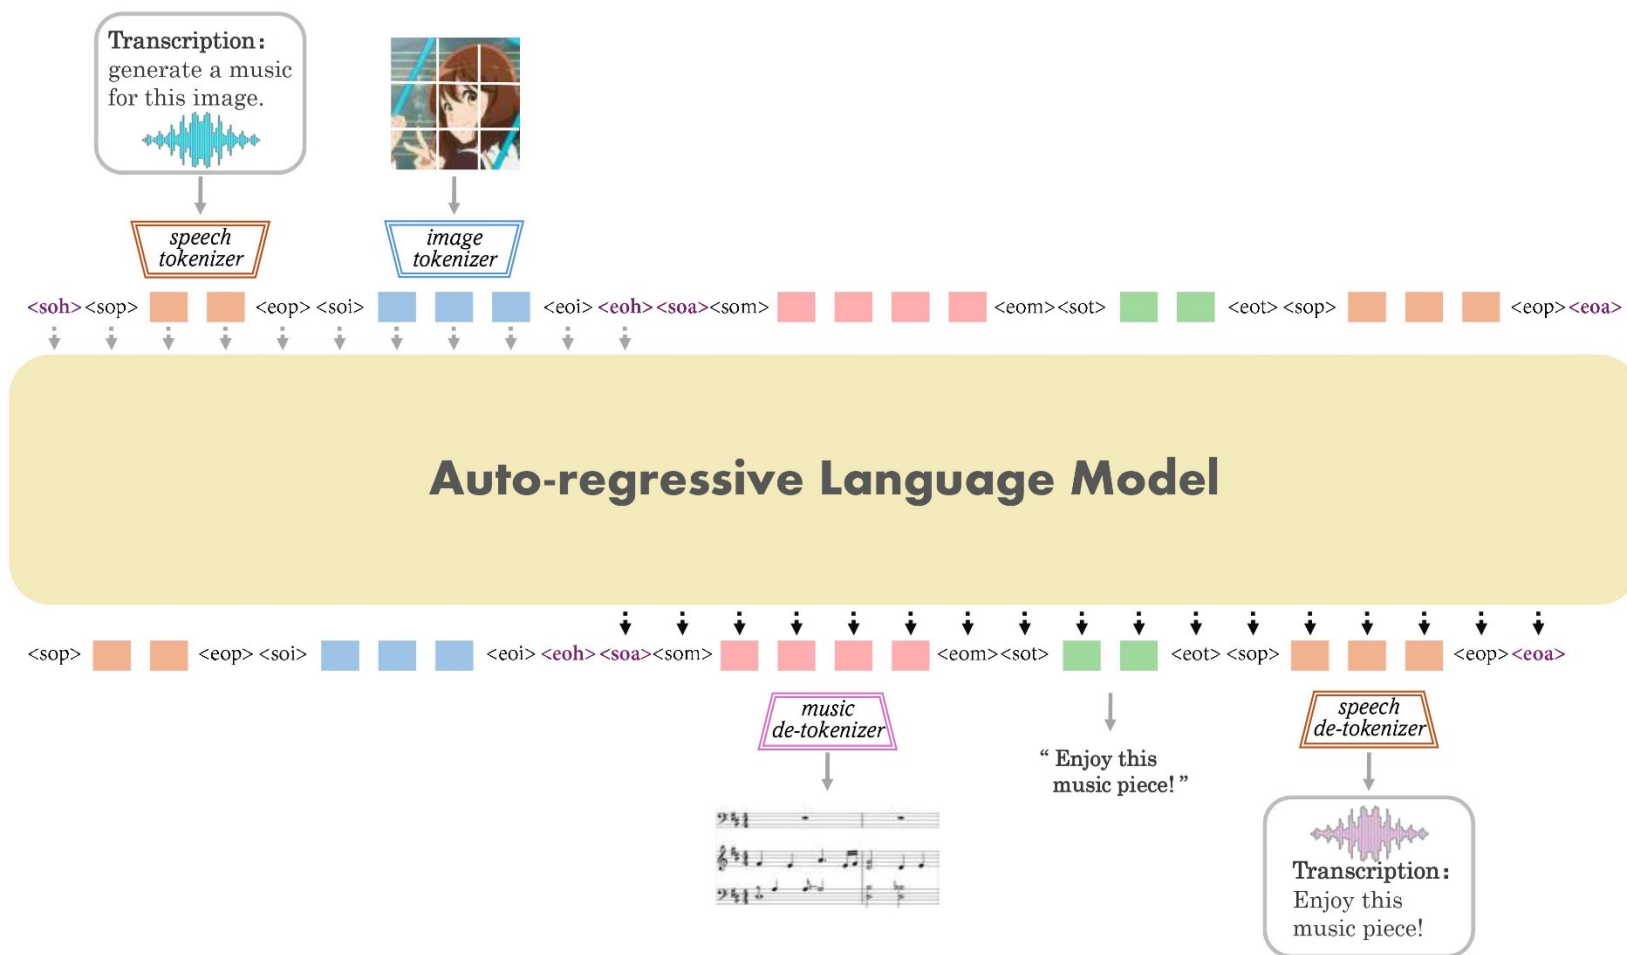 Transcription:
generate a music
for this image.
speech
tokenizer
image
tokenizer
<soh> <sop> <eop> <soi> <eoi> <eoh> <soa> <som> <eom> <sot> <eot> <sop> <eop> <eoa>
Auto-regressive Language Model
<sop> <eop> <soi> <eoi> <eoh> <soa> <som> <eom> <sot> <eot> <sop> <eop> <eoa>
music
de-tokenizer
“ Enjoy this
music piece! ”
speech
de-tokenizer
Transcription:
Enjoy this
music piece!